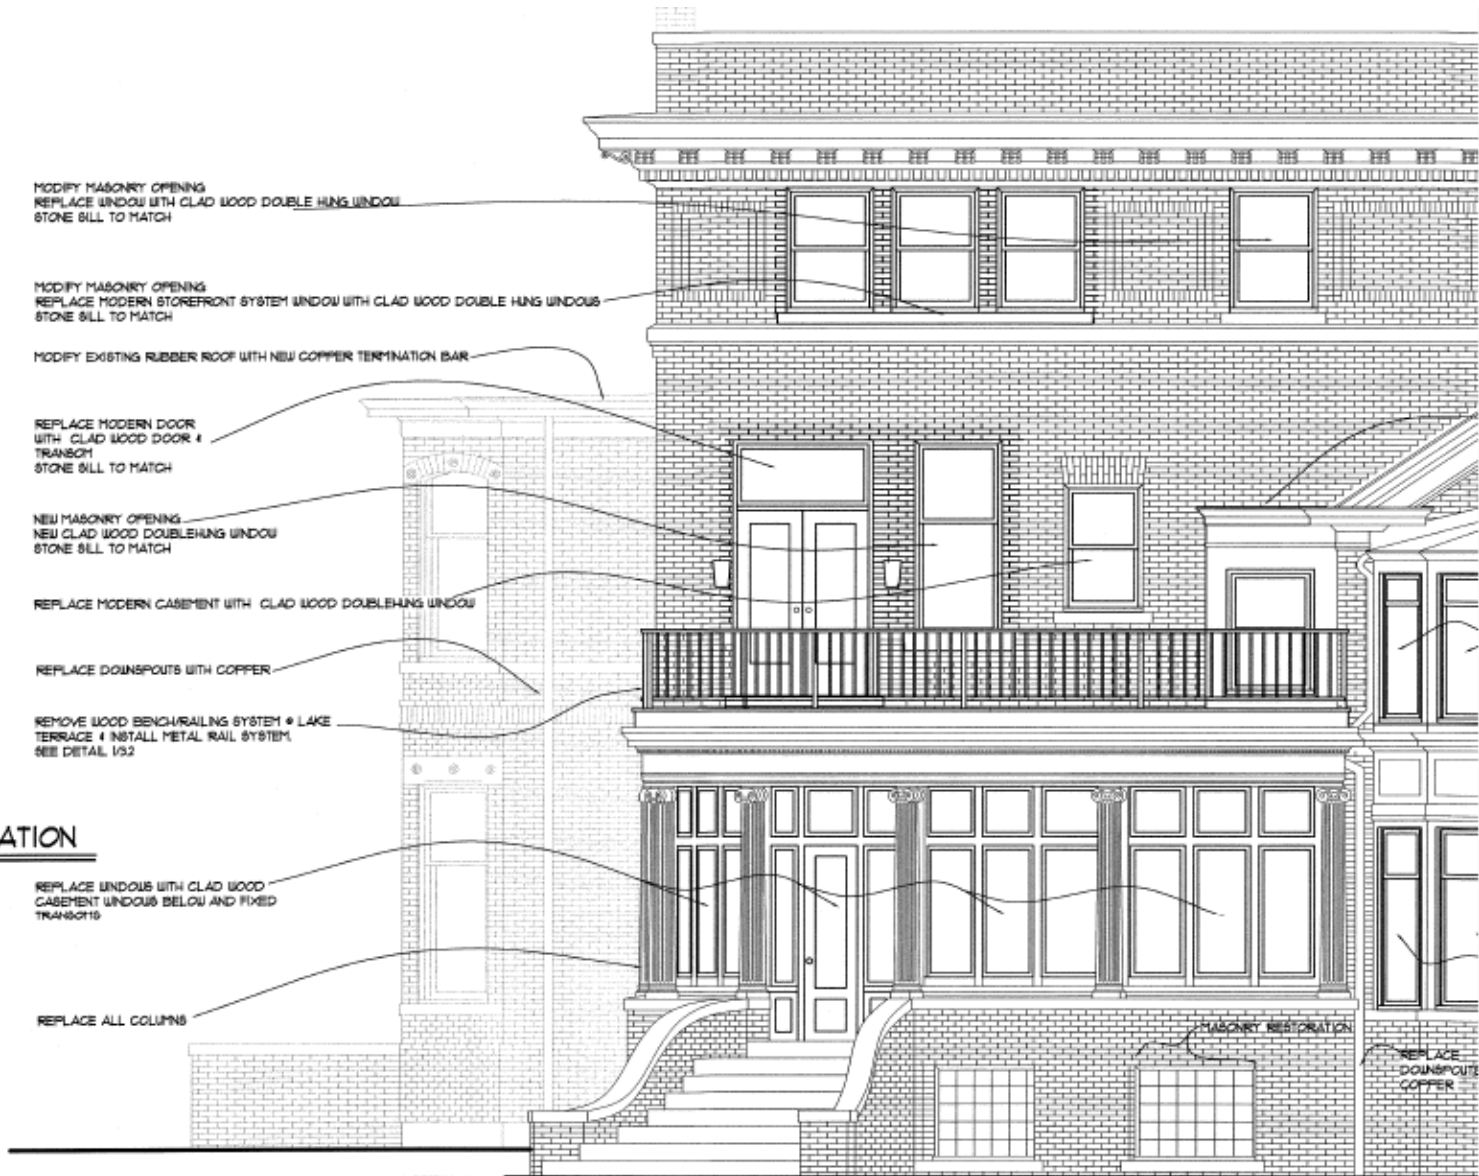 MODIFY MASONRY OPENING
REPLACE WINDOW WITH CLAD WOOD DOUBLE HUNG WINDOW
STONE SILL TO MATCH
MODIFY MASONRY OPENING
REPLACE MODERN STOREFRONT SYSTEM WINDOW WITH CLAD WOOD DOUBLE HUNG WINDOWS
STONE SILL TO MATCH
MODIFY EXISTING RUBBER ROOF WITH NEW COPPER TERMINATION BAR
REPLACE MODERN DOOR
WITH CLAD WOOD DOOR &
TRANSOM
STONE SILL TO MATCH
NEW MASONRY OPENING
NEW CLAD WOOD DOUBLEHUNG WINDOW
STONE SILL TO MATCH
REPLACE MODERN CASEMENT WITH CLAD WOOD DOUBLEHUNG WINDOW
REPLACE DOWNSPOUTS WITH COPPER
REMOVE WOOD BENCH/RAILING SYSTEM @ LAKE
TERRACE & INSTALL METAL RAIL SYSTEM.
SEE DETAIL 1/3.2
ATION
REPLACE WINDOWS WITH CLAD WOOD
CASEMENT WINDOWS BELOW AND FIXED
TRANSOMS
REPLACE ALL COLUMNS
MASONRY RESTORATION
REPLACE
DOWNSPOUTS
COPPER